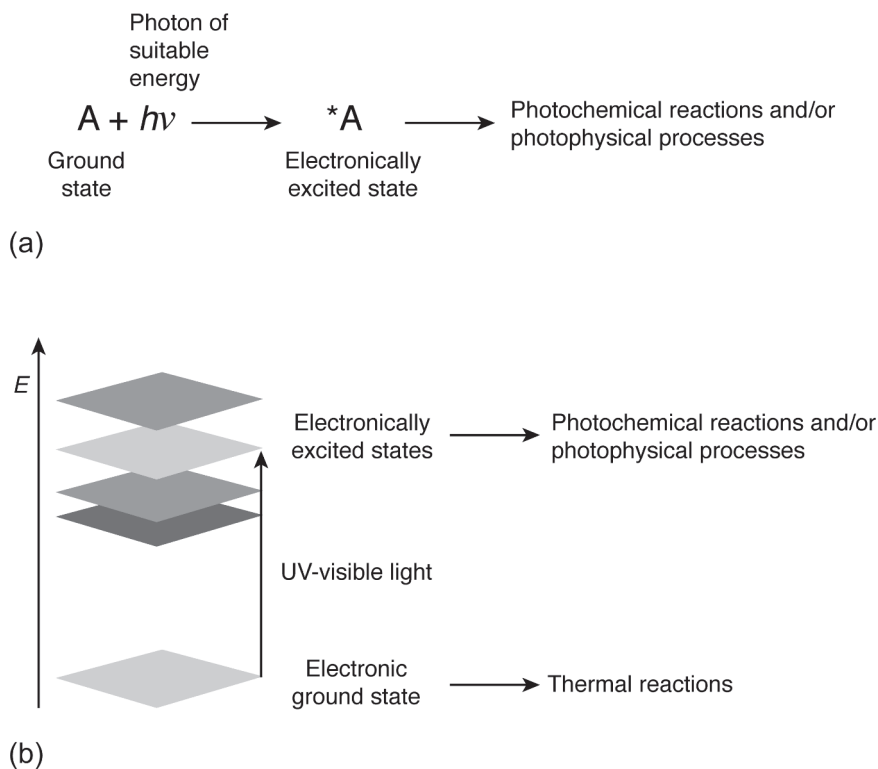 Photon of
suitable
energy
A + hν
*A
Photochemical reactions and/or
photophysical processes
Ground
state
Electronically
excited state
(a)
E
Electronically
excited states
Photochemical reactions and/or
photophysical processes
UV-visible light
Electronic
ground state
Thermal reactions
(b)